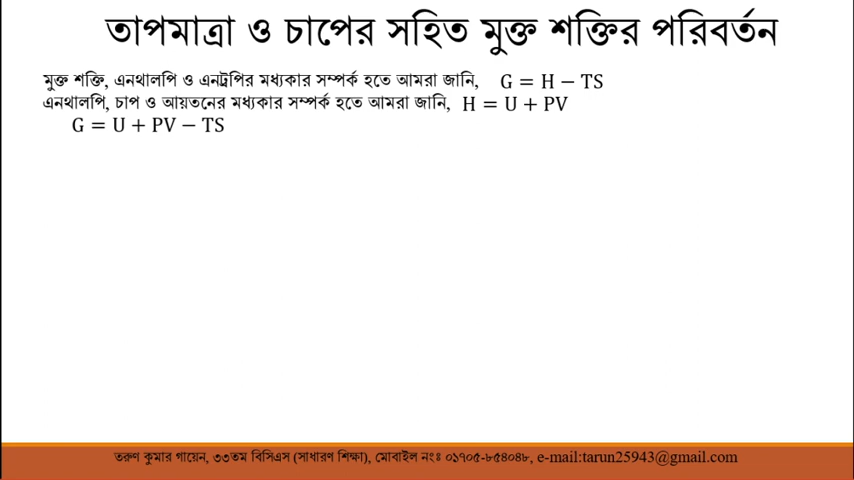 তাপমাত্রা ও চাপের সহিত মুক্ত শক্তির পরিবর্তন
মুক্ত শক্তি, এনথালপি ও এনট্রপির মধ্যকার সম্পর্ক হতে আমরা জানি, G = H − TS
এনথালপি, চাপ ও আয়তনের মধ্যকার সম্পর্ক হতে আমরা জানি, H = U + PV
G = U + PV − TS
তরুণ কুমার গায়েন, ৩৩তম বিসিএস (সাধারণ শিক্ষা), মোবাইল নংঃ ০১৭০৫-৮৫৪০৪৮, e-mail:tarun25943@gmail.com